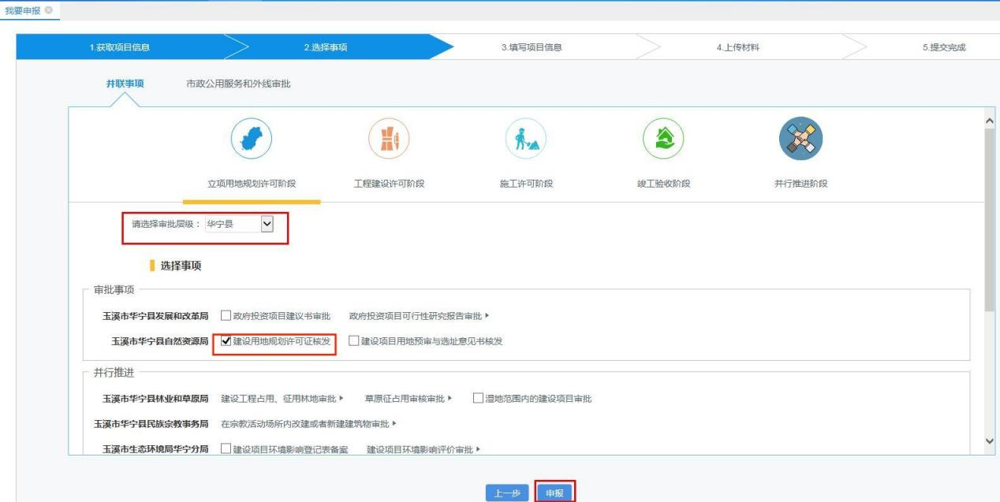 我要申报
1.获取项目信息 2.选择事项 3.填写项目信息 4.上传材料 5.提交完成
并联事项 市政公用服务和外线审批
立项用地规划许可阶段 工程建设许可阶段 施工许可阶段 竣工验收阶段 并行推进阶段
请选择审批层级： 华宁县
选择事项
审批事项
玉溪市华宁县发展和改革局 政府投资项目建议书审批 政府投资项目可行性研究报告审批
玉溪市华宁县自然资源局 建设用地规划许可证核发 建设项目用地预审与选址意见书核发
并行推进
玉溪市华宁县林业和草原局 建设工程占用、征用林地审批 草原征占用审核审批 湿地范围内的建设项目审批
玉溪市华宁县民族宗教事务局 在宗教活动场所内改建或者新建建筑物审批
玉溪市生态环境局华宁分局 建设项目环境影响登记表备案 建设项目环境影响评价审批
上一步 申报